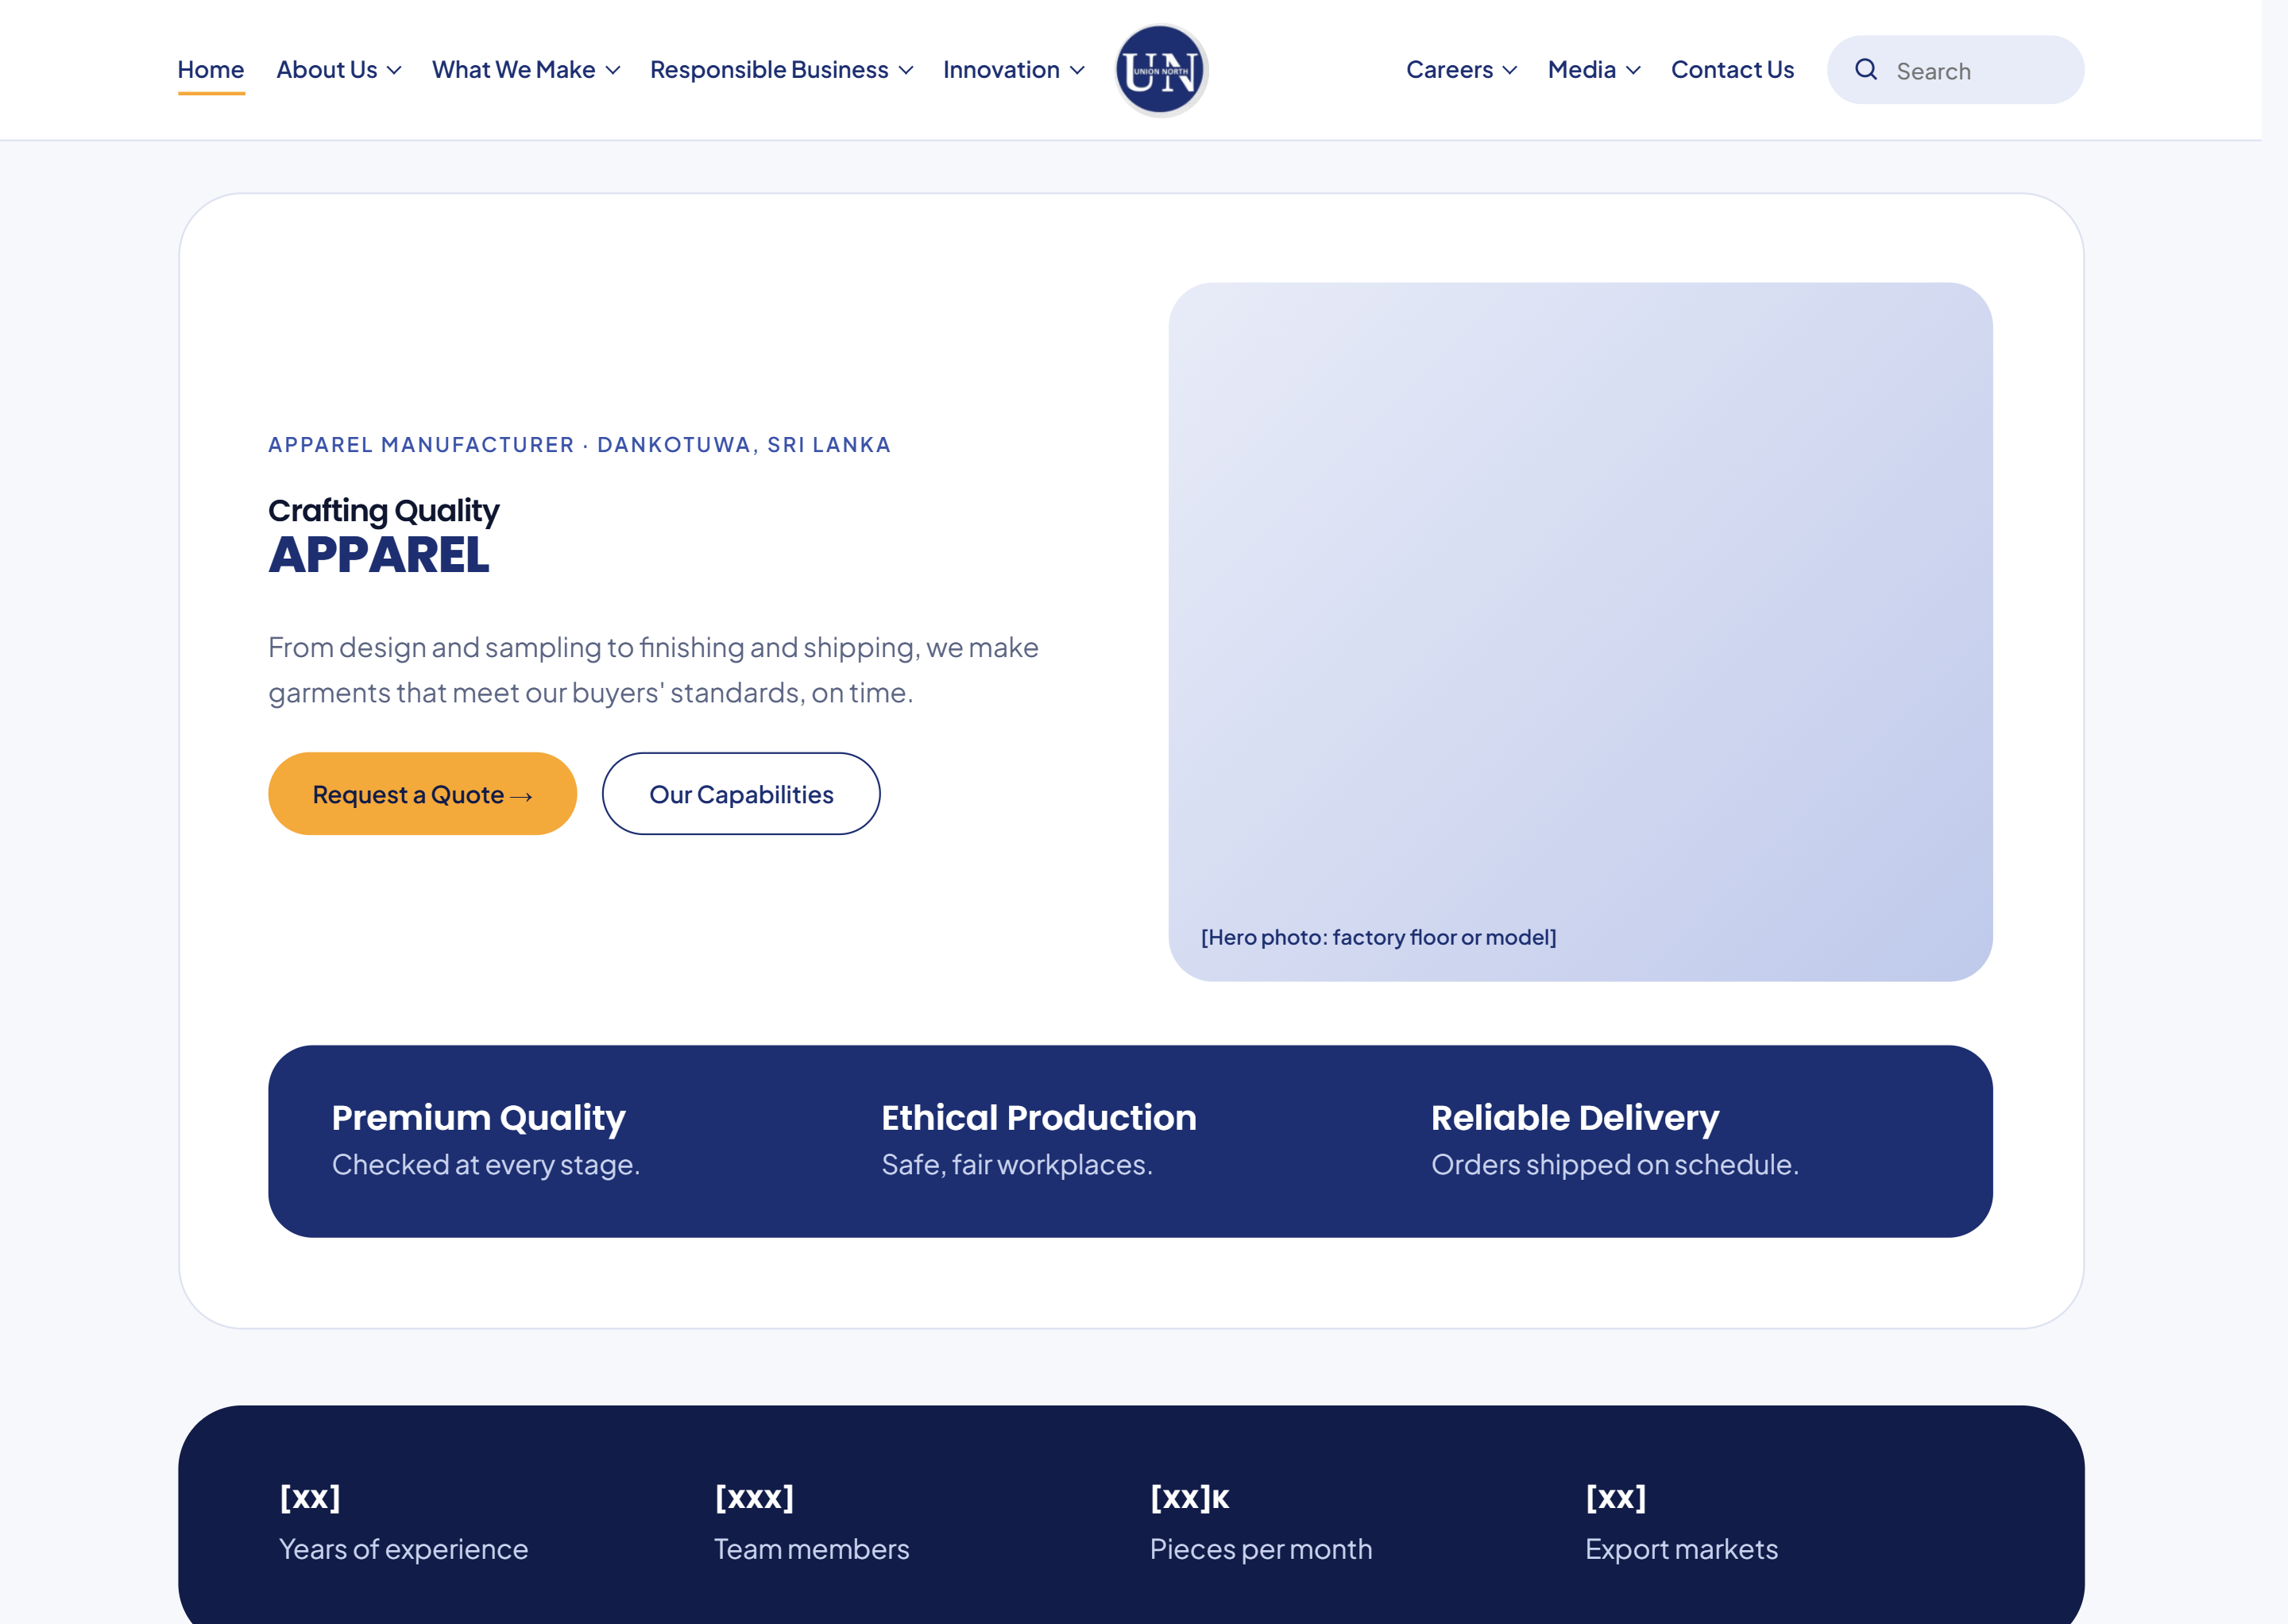 Home About Us What We Make Responsible Business Innovation UN UNION NORTH Careers Media Contact Us Search
APPAREL MANUFACTURER · DANKOTUWA, SRI LANKA
Crafting Quality
APPAREL
From design and sampling to finishing and shipping, we make
garments that meet our buyers' standards, on time.
Request a Quote → Our Capabilities
[Hero photo: factory floor or model]
Premium Quality Ethical Production Reliable Delivery
Checked at every stage. Safe, fair workplaces. Orders shipped on schedule.
[xx] [xxx] [xx]K [xx]
Years of experience Team members Pieces per month Export markets